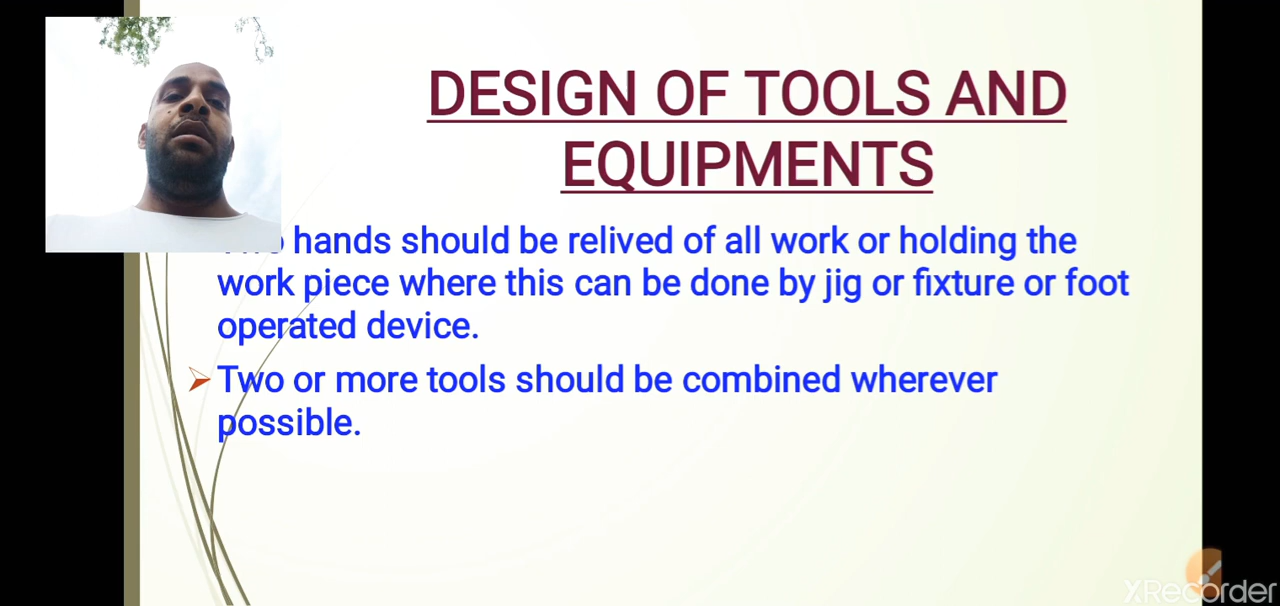 DESIGN OF TOOLS AND
EQUIPMENTS
hands should be relived of all work or holding the
work piece where this can be done by jig or fixture or foot
operated device.
Two or more tools should be combined wherever
possible.
XRecorder